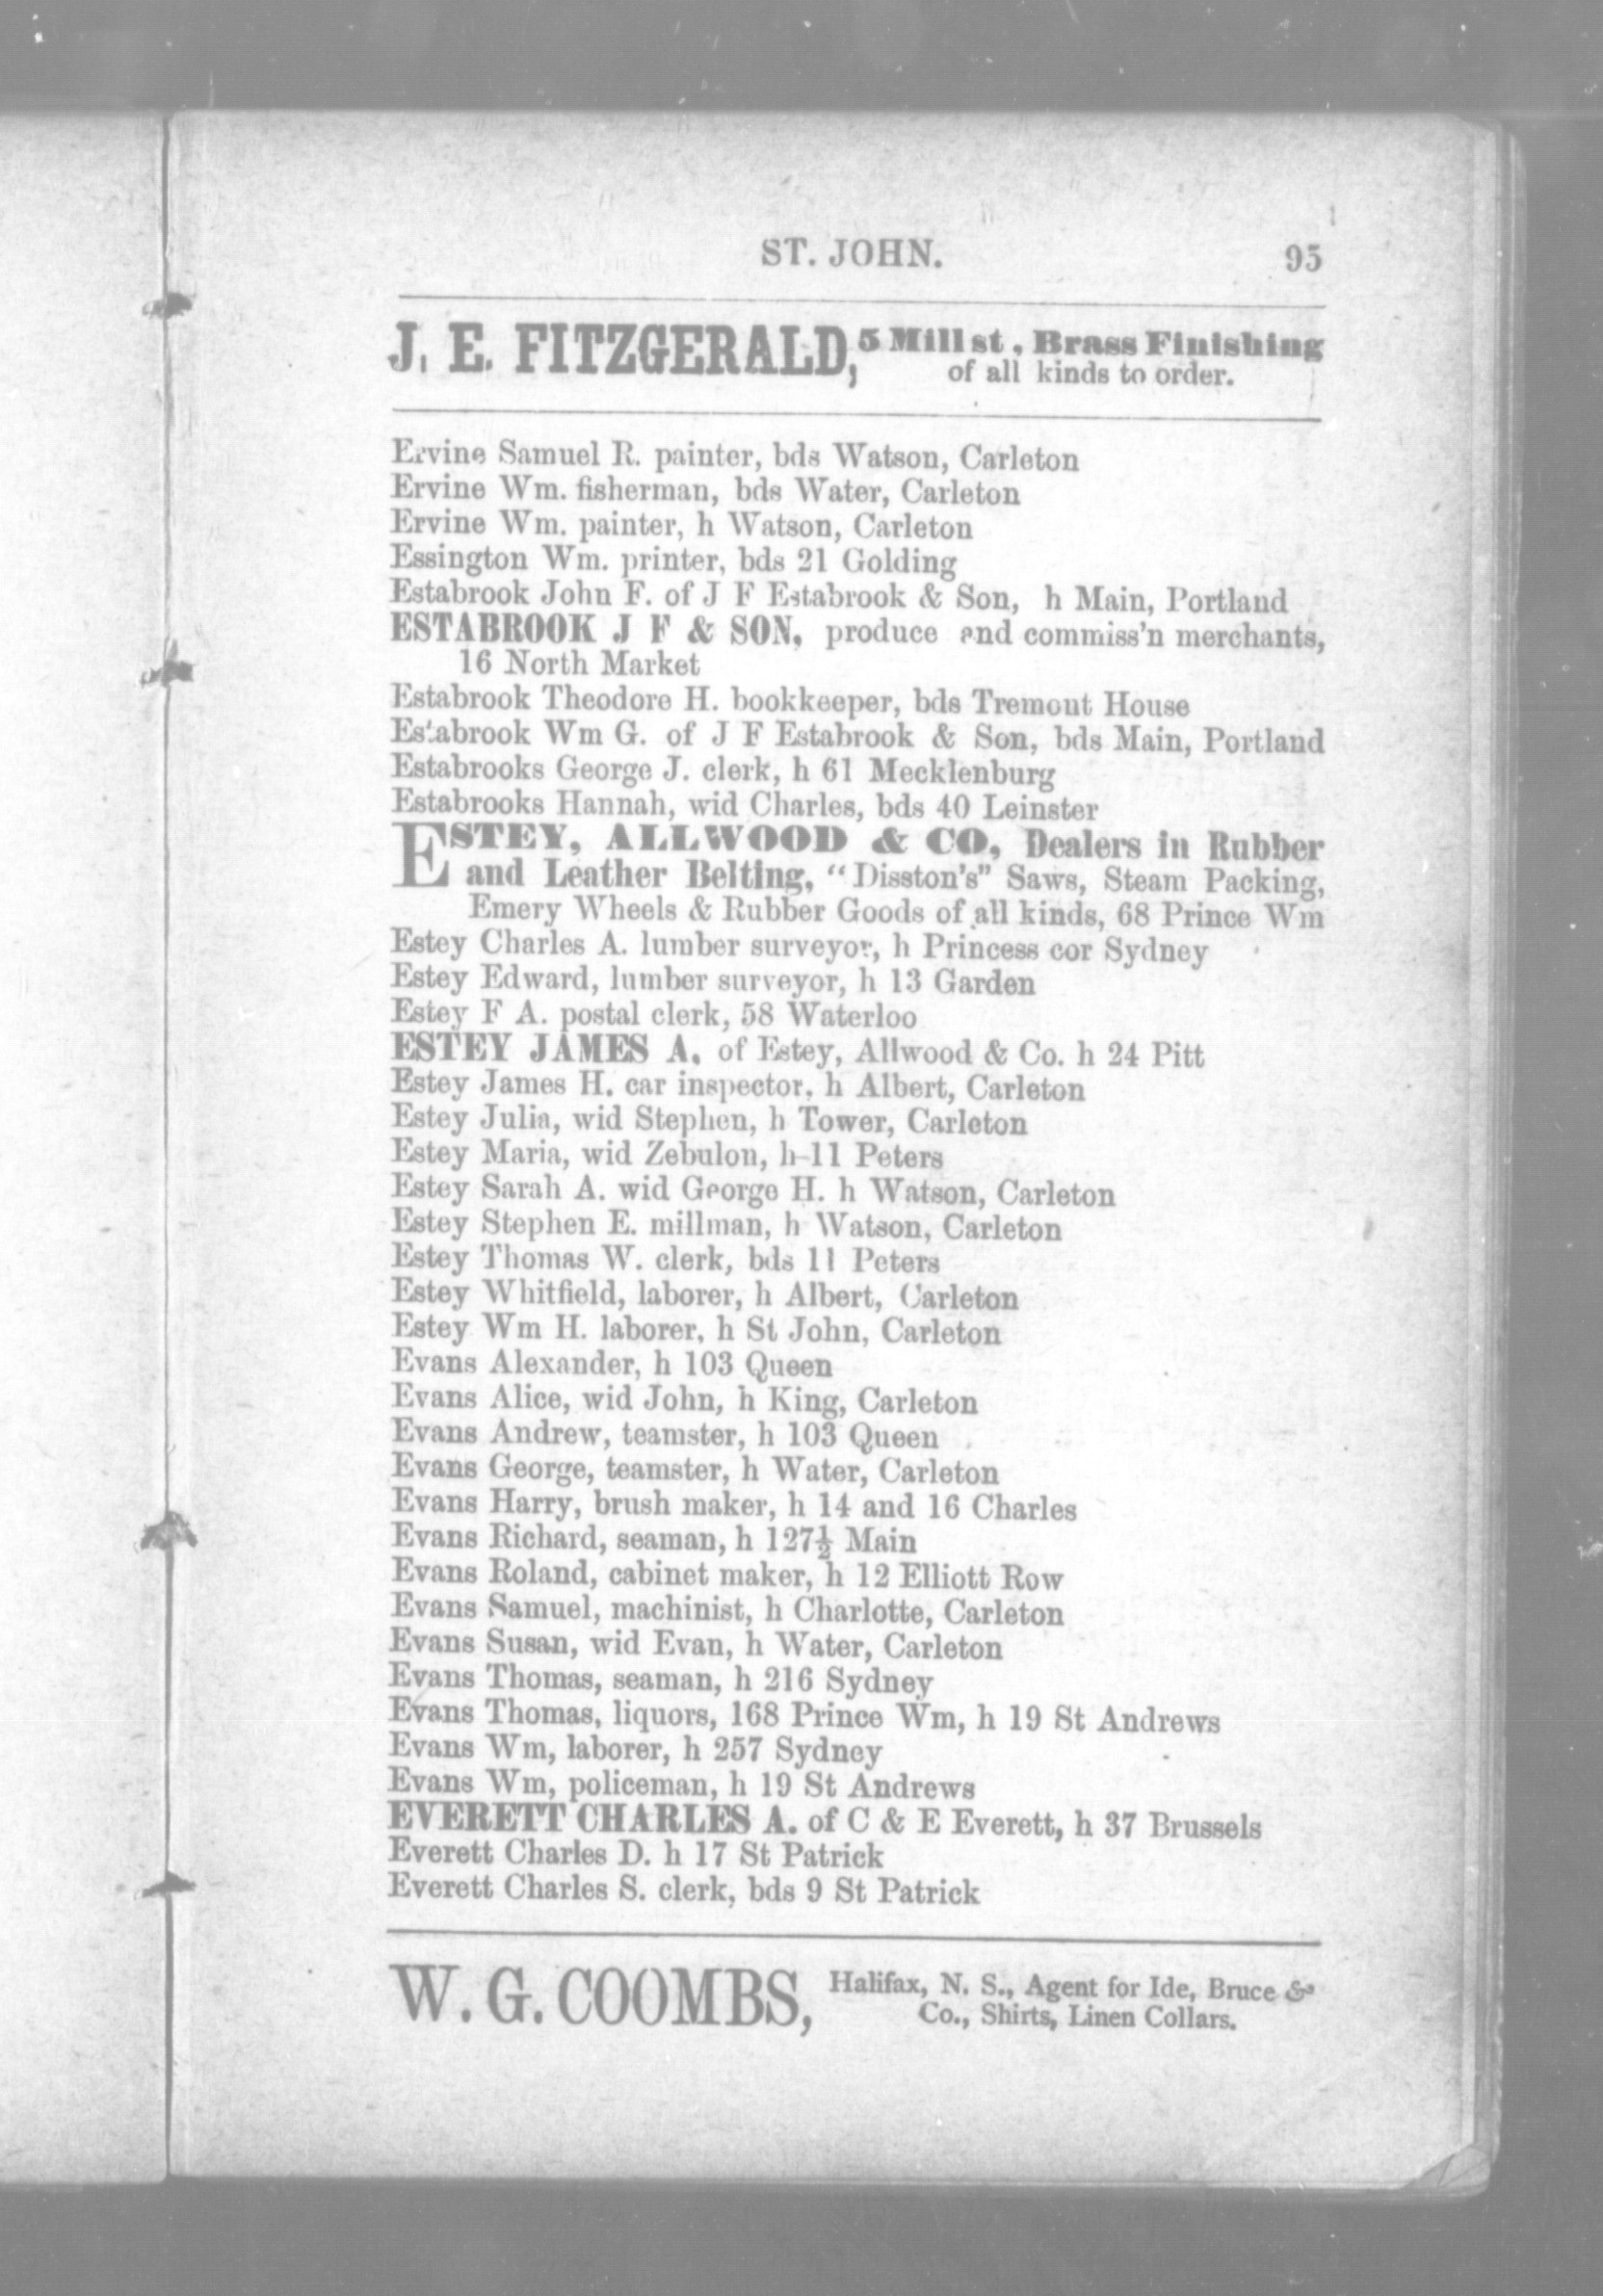 ST. JOHN. 95
J. E. FITZGERALD, 5 Mill st, Brass Finishing
of all kinds to order.
Ervine Samuel R. painter, bds Watson, Carleton
Ervine Wm. fisherman, bds Water, Carleton
Ervine Wm. painter, h Watson, Carleton
Essington Wm. printer, bds 21 Golding
Estabrook John F. of J F Estabrook & Son, h Main, Portland
ESTABROOK J F & SON, produce and commiss'n merchants,
16 North Market
Estabrook Theodore H. bookkeeper, bds Tremont House
Estabrook Wm G. of J F Estabrook & Son, bds Main, Portland
Estabrooks George J. clerk, h 61 Mecklenburg
Estabrooks Hannah, wid Charles, bds 40 Leinster
ESTEY, ALLWOOD & CO, Dealers in Rubber
and Leather Belting, "Disston's" Saws, Steam Packing,
Emery Wheels & Rubber Goods of all kinds, 68 Prince Wm
Estey Charles A. lumber surveyor, h Princess cor Sydney
Estey Edward, lumber surveyor, h 13 Garden
Estey F A. postal clerk, 58 Waterloo
ESTEY JAMES A. of Estey, Allwood & Co. h 24 Pitt
Estey James H. car inspector, h Albert, Carleton
Estey Julia, wid Stephen, h Tower, Carleton
Estey Maria, wid Zebulon, h 11 Peters
Estey Sarah A. wid George H. h Watson, Carleton
Estey Stephen E. millman, h Watson, Carleton
Estey Thomas W. clerk, bds 11 Peters
Estey Whitfield, laborer, h Albert, Carleton
Estey Wm H. laborer, h St John, Carleton
Evans Alexander, h 103 Queen
Evans Alice, wid John, h King, Carleton
Evans Andrew, teamster, h 103 Queen
Evans George, teamster, h Water, Carleton
Evans Harry, brush maker, h 14 and 16 Charles
Evans Richard, seaman, h 127½ Main
Evans Roland, cabinet maker, h 12 Elliott Row
Evans Samuel, machinist, h Charlotte, Carleton
Evans Susan, wid Evan, h Water, Carleton
Evans Thomas, seaman, h 216 Sydney
Evans Thomas, liquors, 168 Prince Wm, h 19 St Andrews
Evans Wm, laborer, h 257 Sydney
Evans Wm, policeman, h 19 St Andrews
EVERETT CHARLES A. of C & E Everett, h 37 Brussels
Everett Charles D. h 17 St Patrick
Everett Charles S. clerk, bds 9 St Patrick
W. G. COOMBS, Halifax, N. S., Agent for Ide, Bruce &
Co., Shirts, Linen Collars.